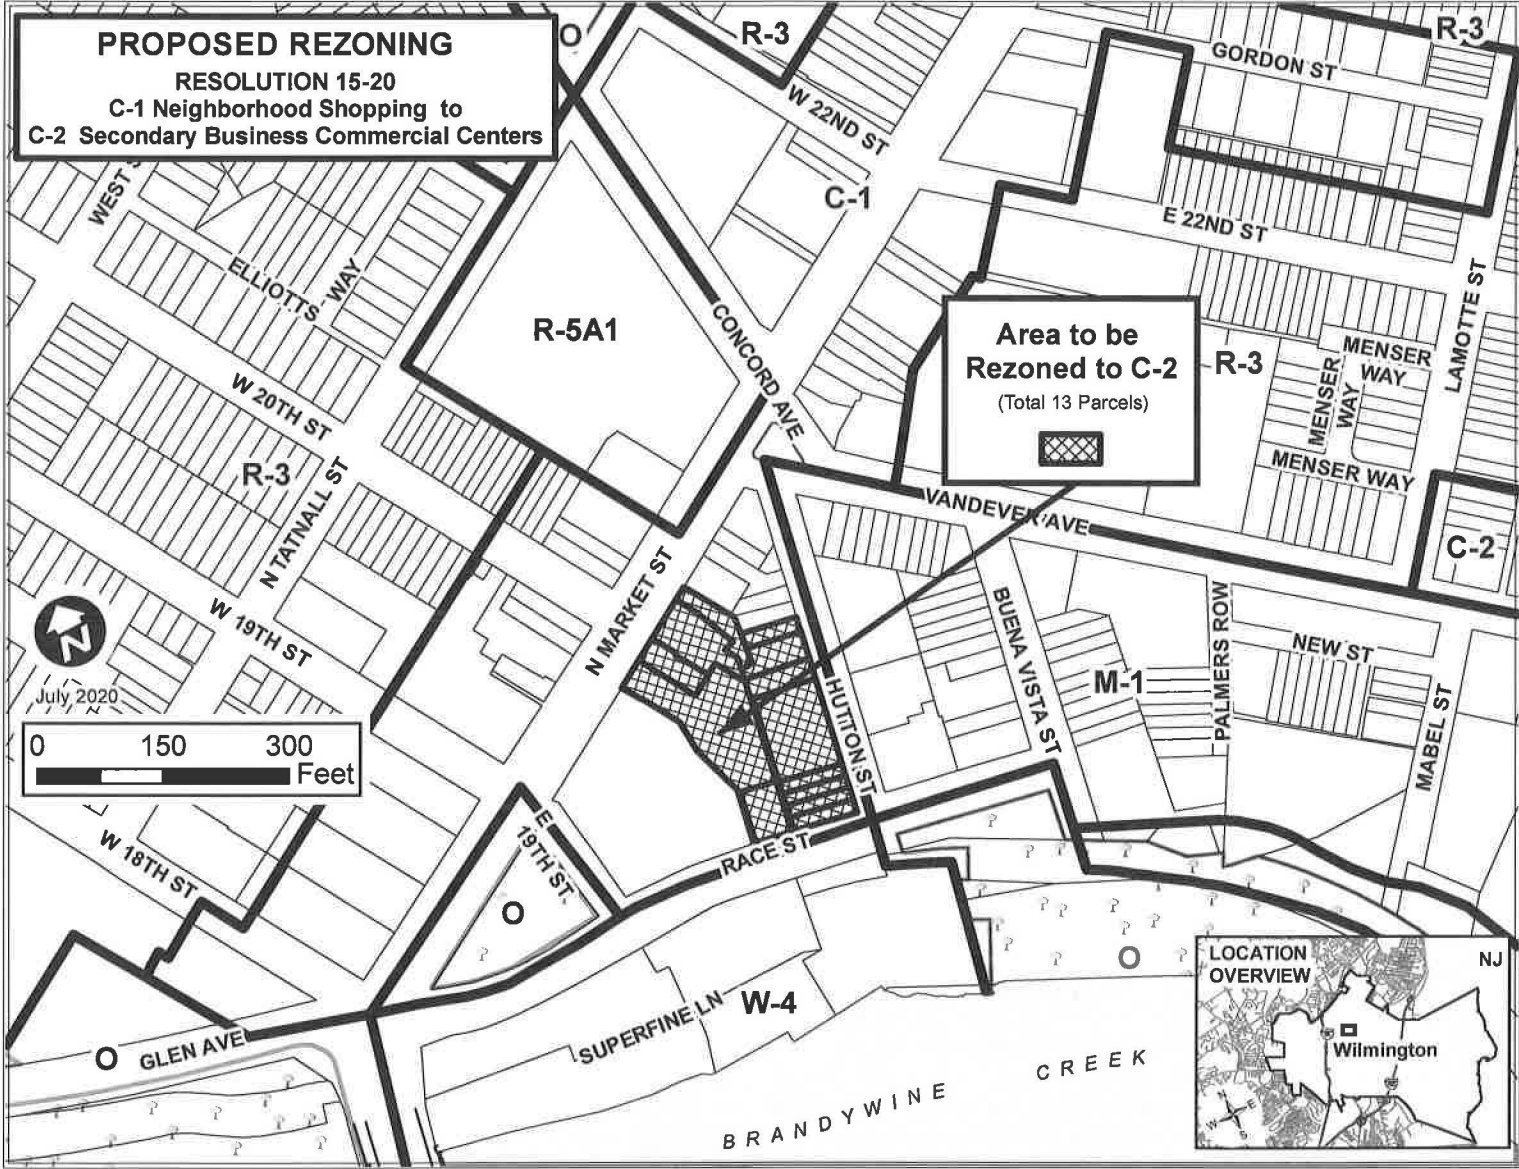 PROPOSED REZONING
RESOLUTION 15-20
C-1 Neighborhood Shopping to
C-2 Secondary Business Commercial Centers
O
R-3
R-3
GORDON ST
W 22ND ST
C-1
E 22ND ST
WEST S
ELLIOTTS WAY
R-5A1
CONCORD AVE
LAMOTTE ST
Area to be
Rezoned to C-2
(Total 13 Parcels)
R-3
MENSER
WAY
MENSER
WAY
MENSER WAY
W 20TH ST
R-3
N TATNALL ST
VANDEVER AVE
C-2
N MARKET ST
W 19TH ST
BUENA VISTA ST
PALMERS ROW
NEW ST
M-1
HUTTON ST
MABEL ST
N
July 2020
0 150 300
Feet
E
19TH ST
RACE ST
W 18TH ST
O
O
W-4
SUPERFINE LN
GLEN AVE
O
BRANDYWINE CREEK
LOCATION
OVERVIEW
NJ
Wilmington
N
W E
S